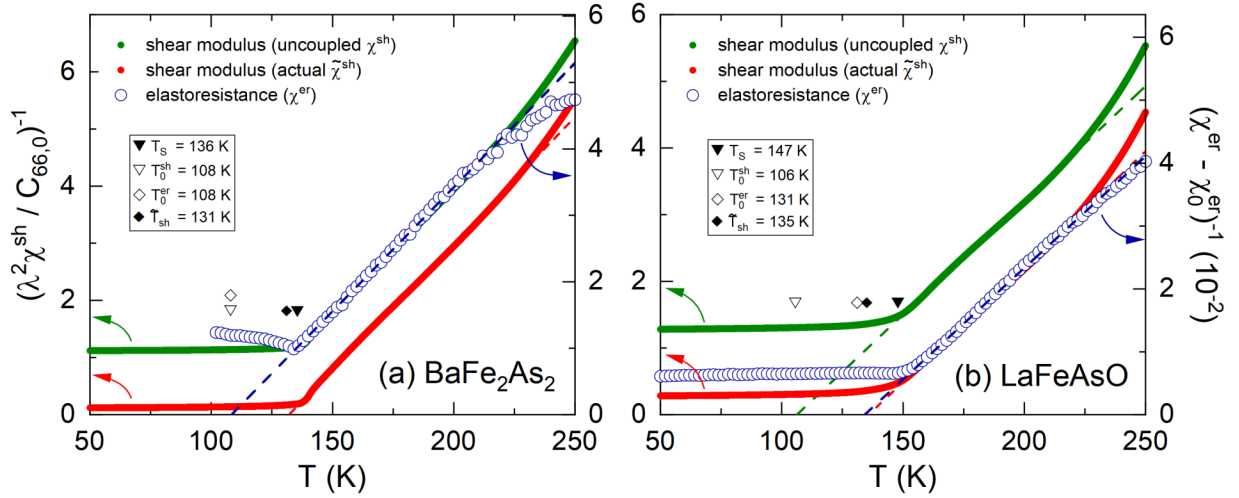 shear modulus (uncoupled χ^sh)
shear modulus (actual χ̃^sh)
elastoresistance (χ^er)
T_S = 136 K
T_0^sh = 108 K
T_0^er = 108 K
T̃_sh = 131 K
(a) BaFe₂As₂
(λ²χ^sh / C_66,0)^-1
0
2
4
6
0
2
4
6
50
100
150
200
250
T (K)
shear modulus (uncoupled χ^sh)
shear modulus (actual χ̃^sh)
elastoresistance (χ^er)
T_S = 147 K
T_0^sh = 106 K
T_0^er = 131 K
T̃_sh = 135 K
(b) LaFeAsO
0
2
4
6
0
2
4
6
50
100
150
200
250
T (K)
(χ^er - χ_0^er)^-1 (10^-2)